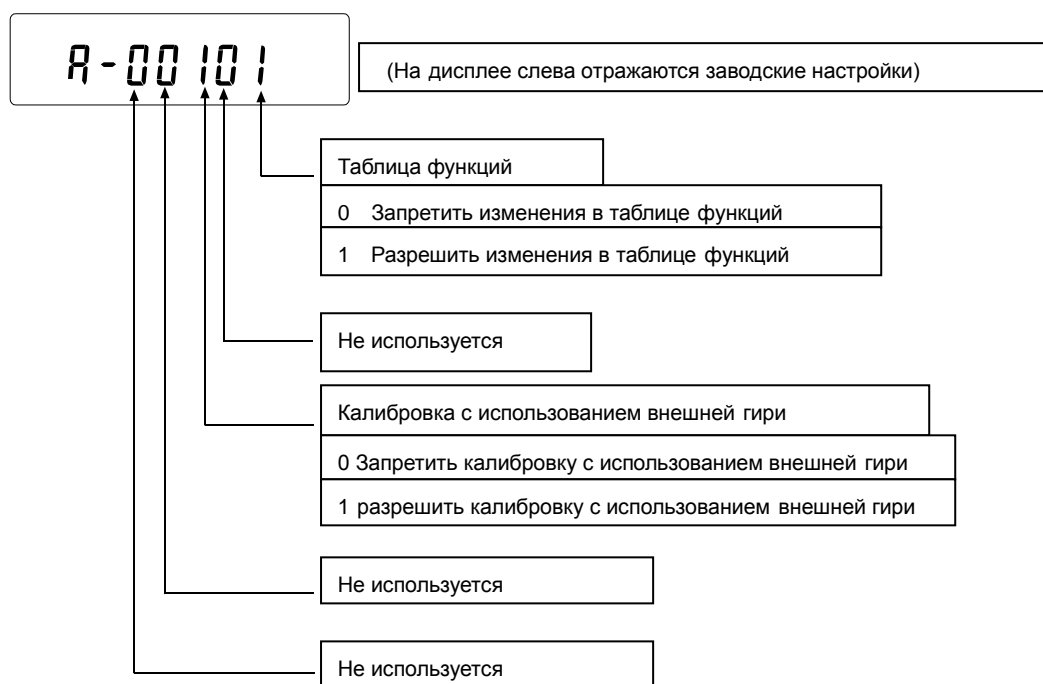 A-00101
(На дисплее слева отражаются заводские настройки)
Таблица функций
0 Запретить изменения в таблице функций
1 Разрешить изменения в таблице функций
Не используется
Калибровка с использованием внешней гири
0 Запретить калибровку с использованием внешней гири
1 разрешить калибровку с использованием внешней гири
Не используется
Не используется